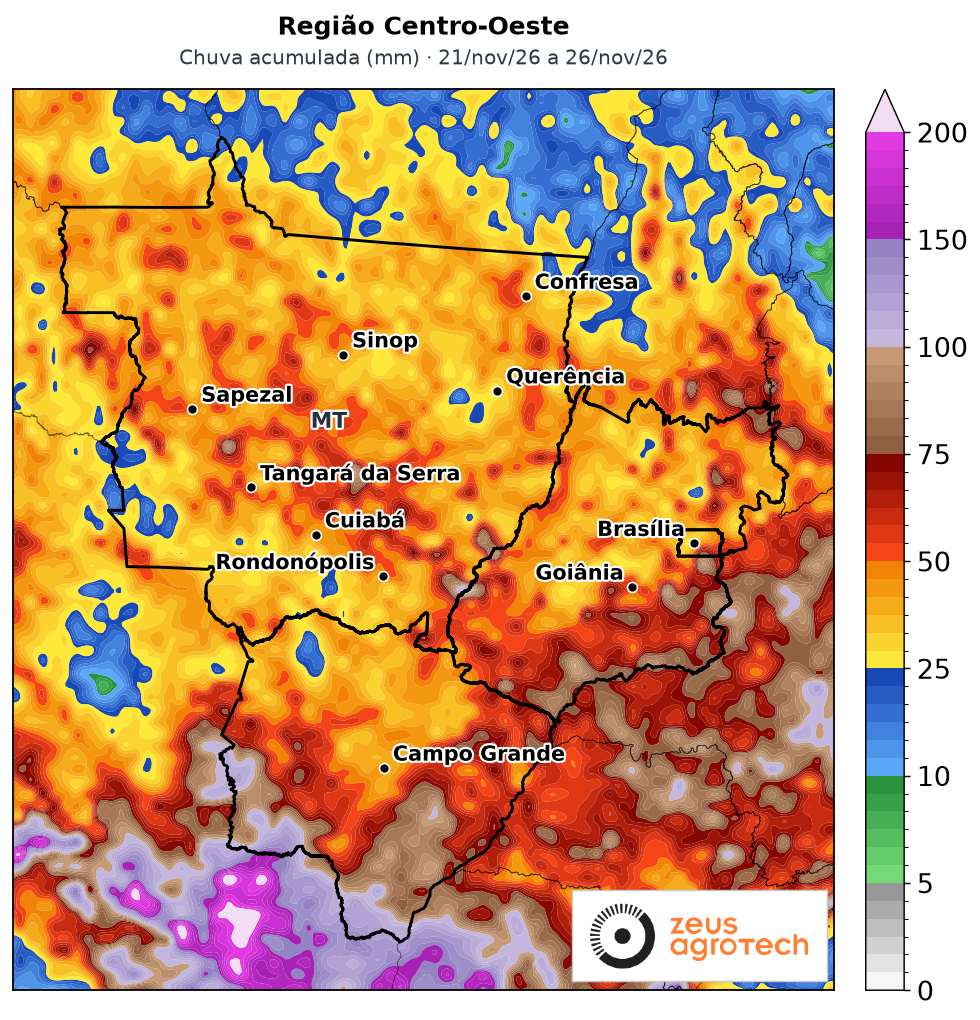 Região Centro-Oeste
Chuva acumulada (mm) · 21/nov/26 a 26/nov/26
200
150
100
75
50
25
10
5
0
Confresa
Sinop
Querência
Sapezal
MT
Tangará da Serra
Cuiabá
Brasília
Rondonópolis
Goiânia
Campo Grande
zeus
agrotech